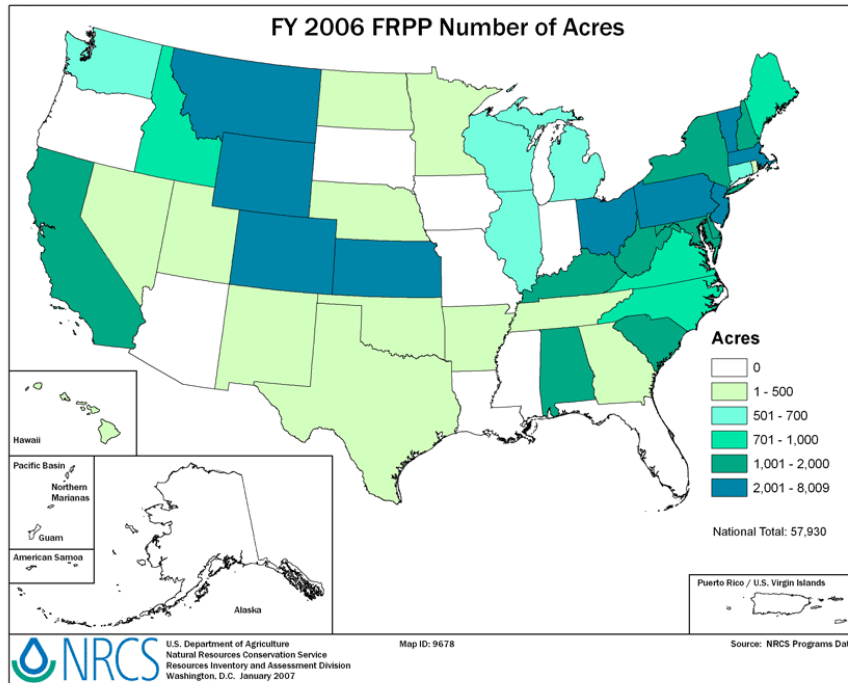 FY 2006 FRPP Number of Acres
Acres
0
1 - 500
501 - 700
701 - 1,000
1,001 - 2,000
2,001 - 8,009
National Total: 57,930
Hawaii
Pacific Basin
Northern
Marianas
Guam
American Samoa
Alaska
Puerto Rico / U.S. Virgin Islands
NRCS
U.S. Department of Agriculture
Natural Resources Conservation Service
Resources Inventory and Assessment Division
Washington, D.C. January 2007
Map ID: 9678
Source: NRCS Programs Dat